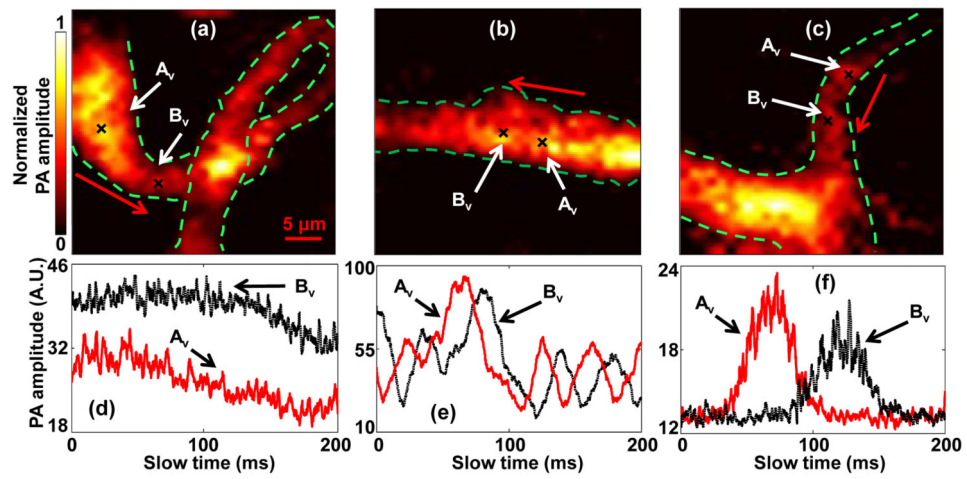 Normalized
PA amplitude
1
0
(a)
Aᵥ
Bᵥ
5 µm
(b)
Bᵥ
Aᵥ
(c)
Aᵥ
Bᵥ
PA amplitude (A.U.)
46
32
18
Bᵥ
Aᵥ
(d)
0
100
200
Slow time (ms)
100
55
10
Aᵥ
Bᵥ
(e)
0
100
200
Slow time (ms)
24
18
12
(f)
Aᵥ
Bᵥ
0
100
200
Slow time (ms)